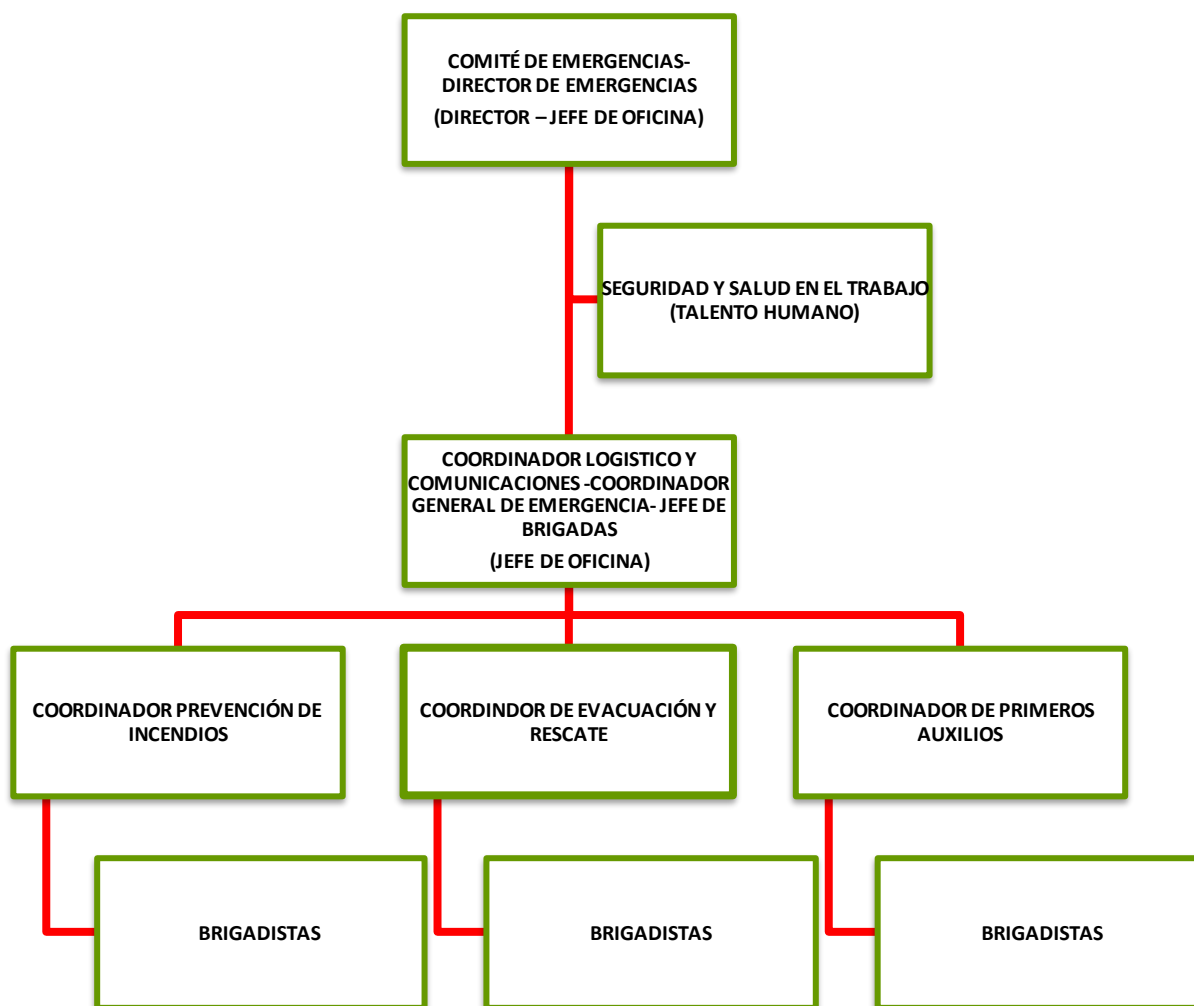 COMITÉ DE EMERGENCIAS-
DIRECTOR DE EMERGENCIAS
(DIRECTOR – JEFE DE OFICINA)
SEGURIDAD Y SALUD EN EL TRABAJO
(TALENTO HUMANO)
COORDINADOR LOGISTICO Y
COMUNICACIONES -COORDINADOR
GENERAL DE EMERGENCIA- JEFE DE
BRIGADAS
(JEFE DE OFICINA)
COORDINADOR PREVENCIÓN DE
INCENDIOS
COORDINDOR DE EVACUACIÓN Y
RESCATE
COORDINADOR DE PRIMEROS
AUXILIOS
BRIGADISTAS
BRIGADISTAS
BRIGADISTAS